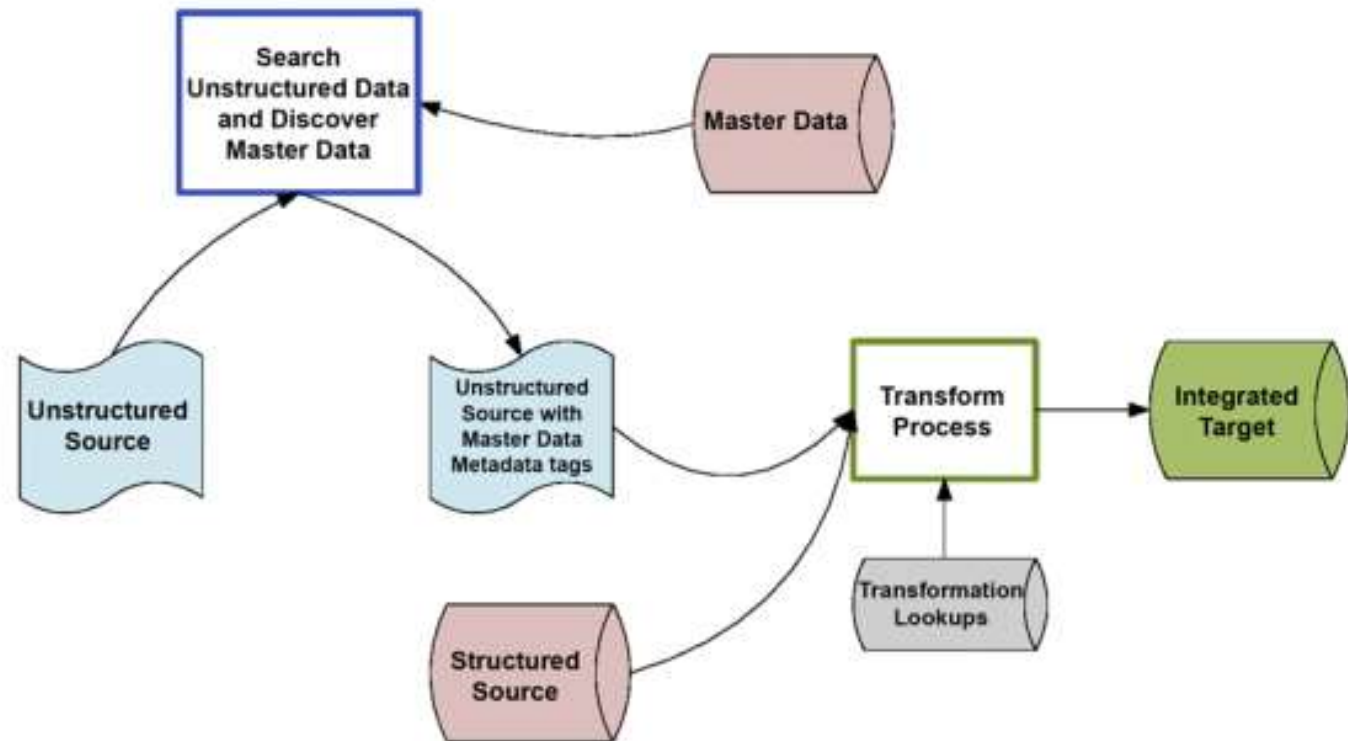 Search
Unstructured Data
and Discover
Master Data
Master Data
Unstructured
Source
Unstructured
Source with
Master Data
Metadata tags
Transform
Process
Integrated
Target
Transformation
Lookups
Structured
Source